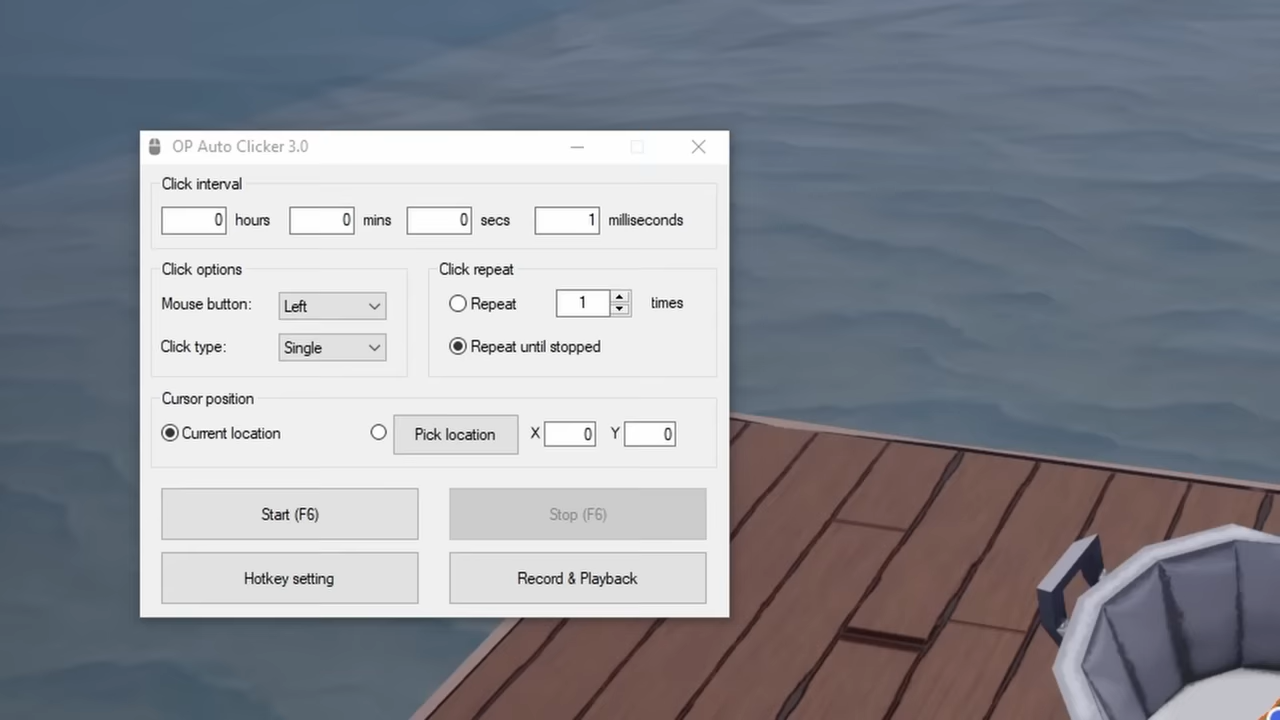 OP Auto Clicker 3.0
Click interval
0 hours 0 mins 0 secs 1 milliseconds
Click options
Mouse button: Left
Click type: Single
Click repeat
Repeat 1 times
Repeat until stopped
Cursor position
Current location Pick location X 0 Y 0
Start (F6) Stop (F6)
Hotkey setting Record & Playback